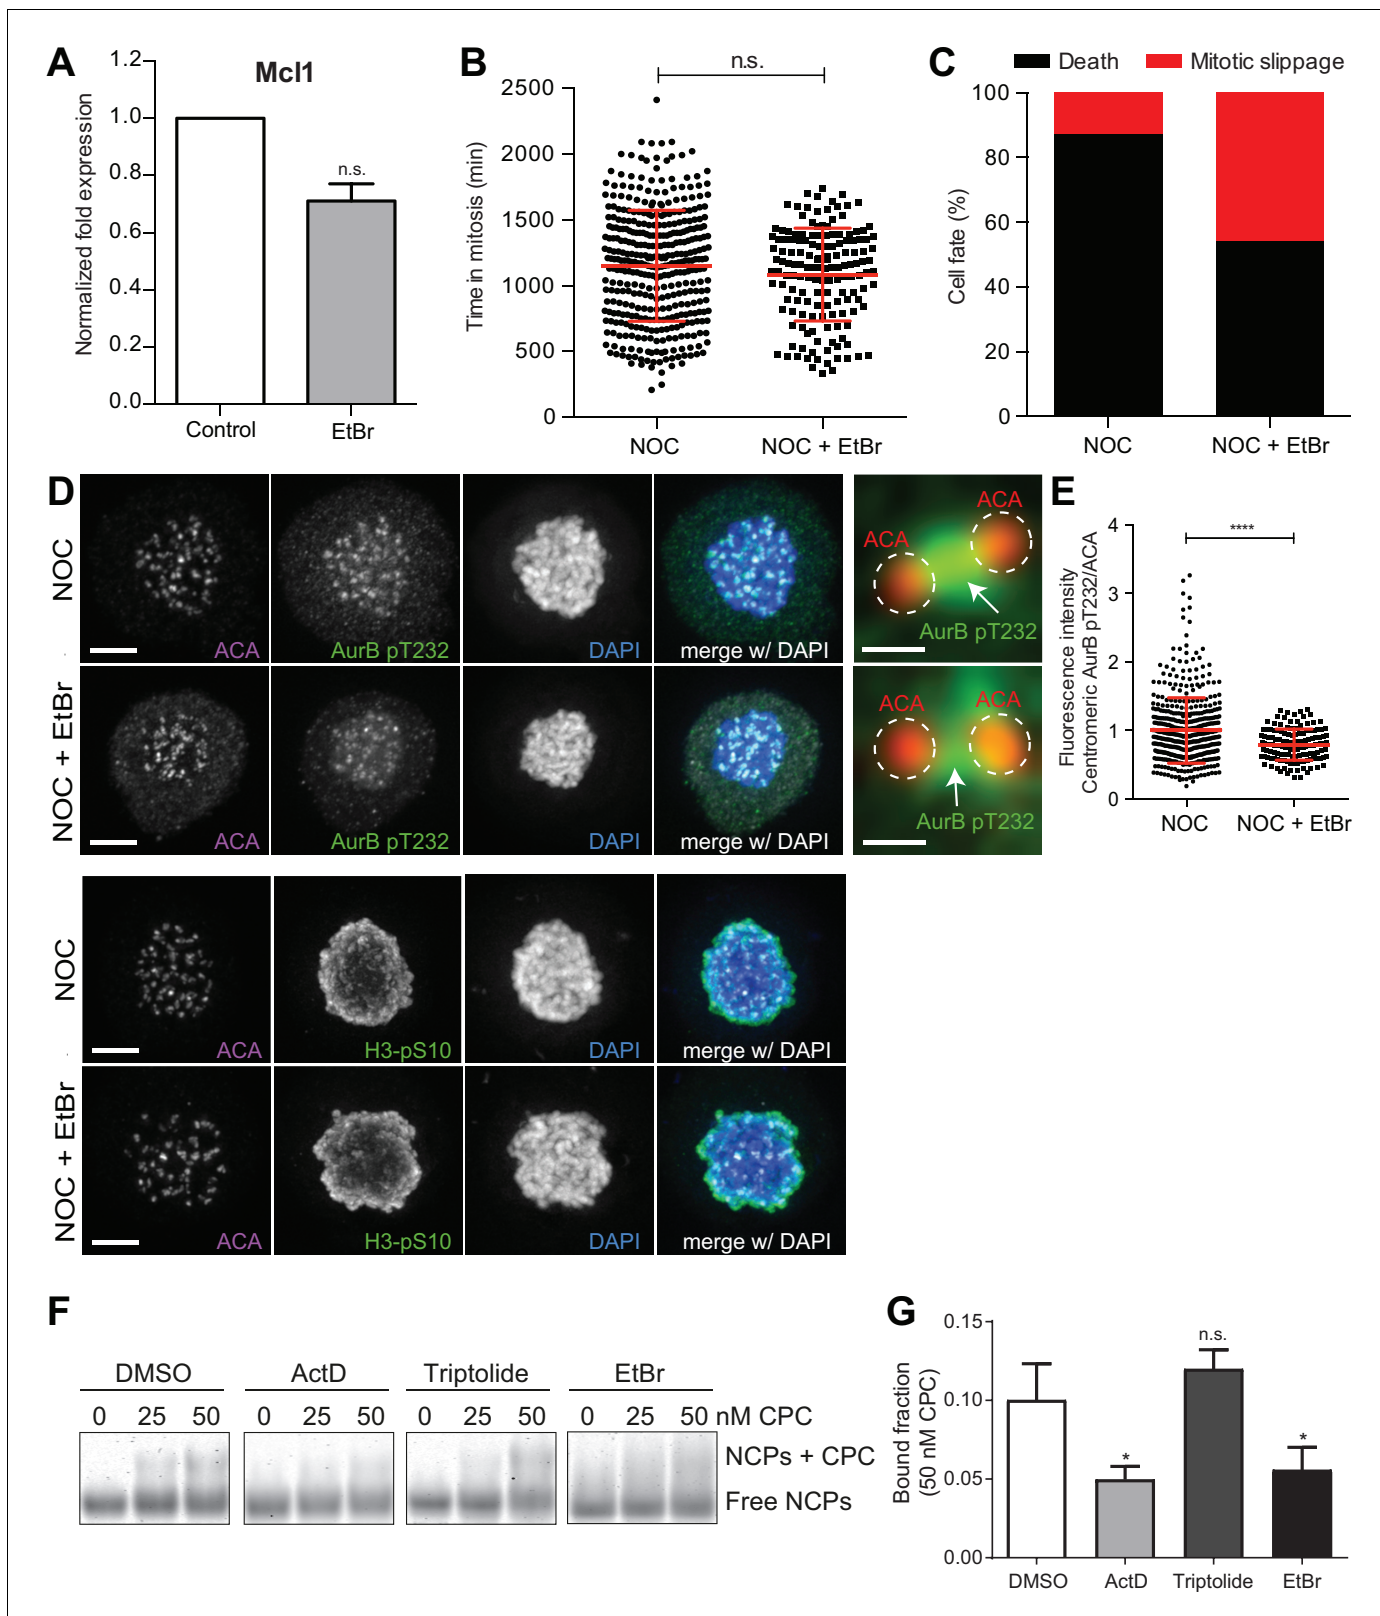 A
Mcl1
Normalized fold expression
1.2
1.0
0.8
0.6
0.4
0.2
0.0
n.s.
Control
EtBr
B
n.s.
Time in mitosis (min)
2500
2000
1500
1000
500
0
NOC
NOC + EtBr
C
Death
Mitotic slippage
Cell fate (%)
100
80
60
40
20
0
NOC
NOC + EtBr
D
NOC
ACA
AurB pT232
DAPI
merge w/ DAPI
ACA
ACA
AurB pT232
NOC + EtBr
ACA
AurB pT232
DAPI
merge w/ DAPI
ACA
ACA
AurB pT232
NOC
ACA
H3-pS10
DAPI
merge w/ DAPI
NOC + EtBr
ACA
H3-pS10
DAPI
merge w/ DAPI
E
Fluorescence intensity
Centromeric AurB pT232/ACA
4
3
2
1
0
****
NOC
NOC + EtBr
F
DMSO
ActD
Triptolide
EtBr
0 25 50 0 25 50 0 25 50 0 25 50 nM CPC
NCPs + CPC
Free NCPs
G
Bound fraction
(50 nM CPC)
0.15
0.10
0.05
0.00
*
n.s.
*
DMSO
ActD
Triptolide
EtBr